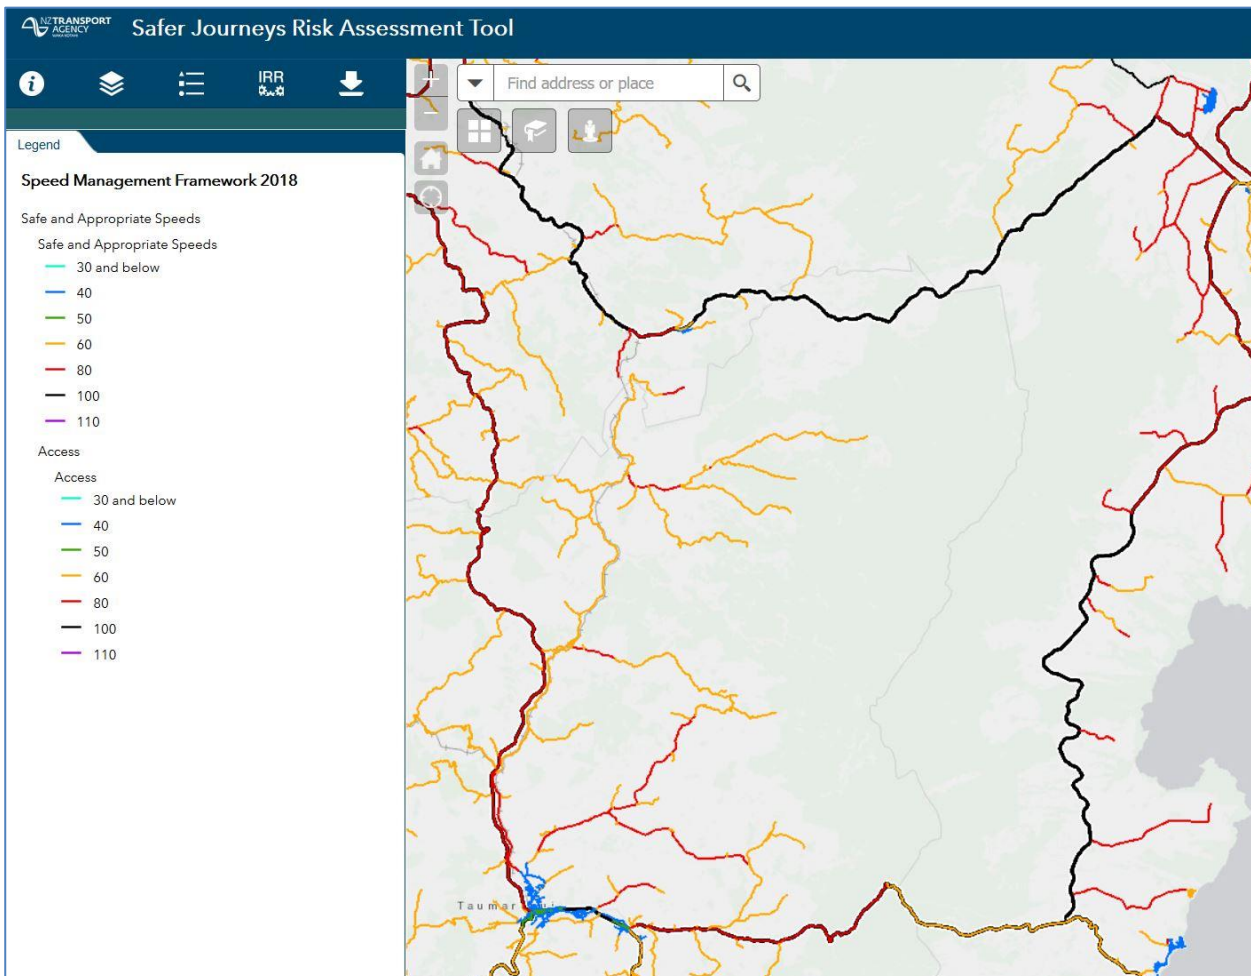 NZ TRANSPORT
AGENCY
WAKA KOTAHI
Safer Journeys Risk Assessment Tool
IRR
Find address or place
Legend
Speed Management Framework 2018
Safe and Appropriate Speeds
Safe and Appropriate Speeds
30 and below
40
50
60
80
100
110
Access
Access
30 and below
40
50
60
80
100
110